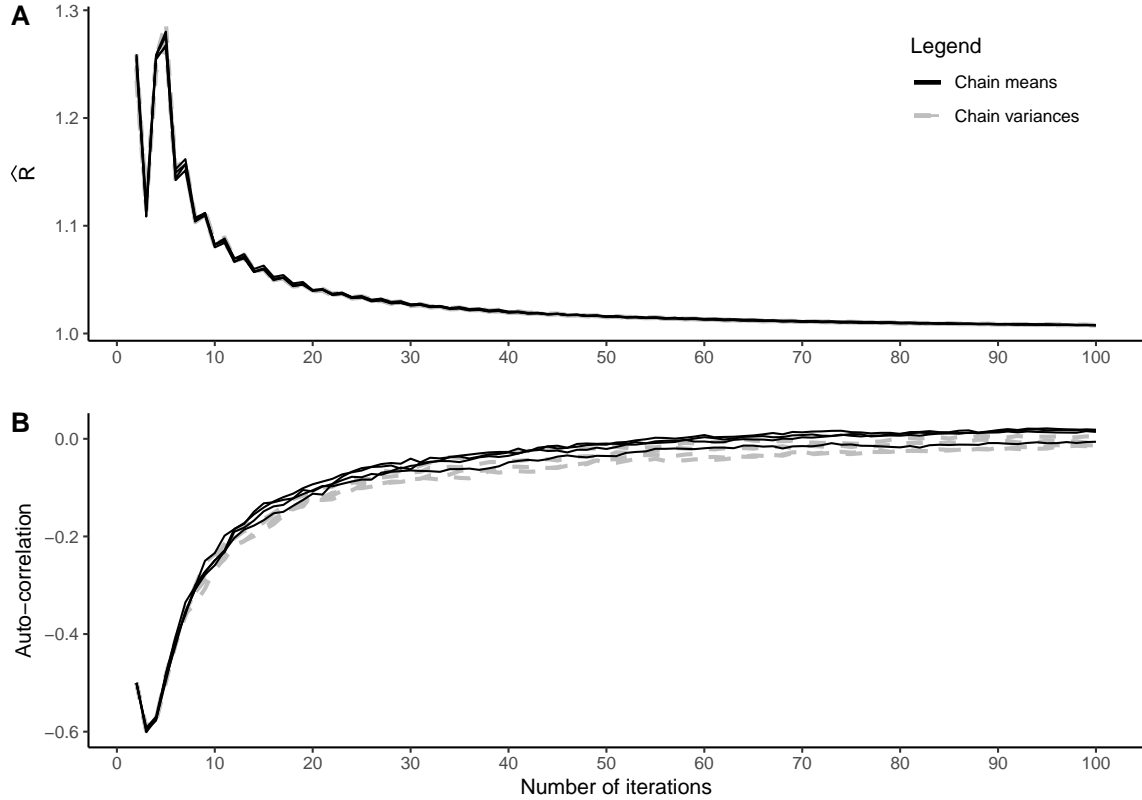 A
1.3
1.2
1.1
1.0
R̂
Legend
Chain means
Chain variances
0 10 20 30 40 50 60 70 80 90 100
B
0.0
−0.2
−0.4
−0.6
Auto−correlation
0 10 20 30 40 50 60 70 80 90 100
Number of iterations